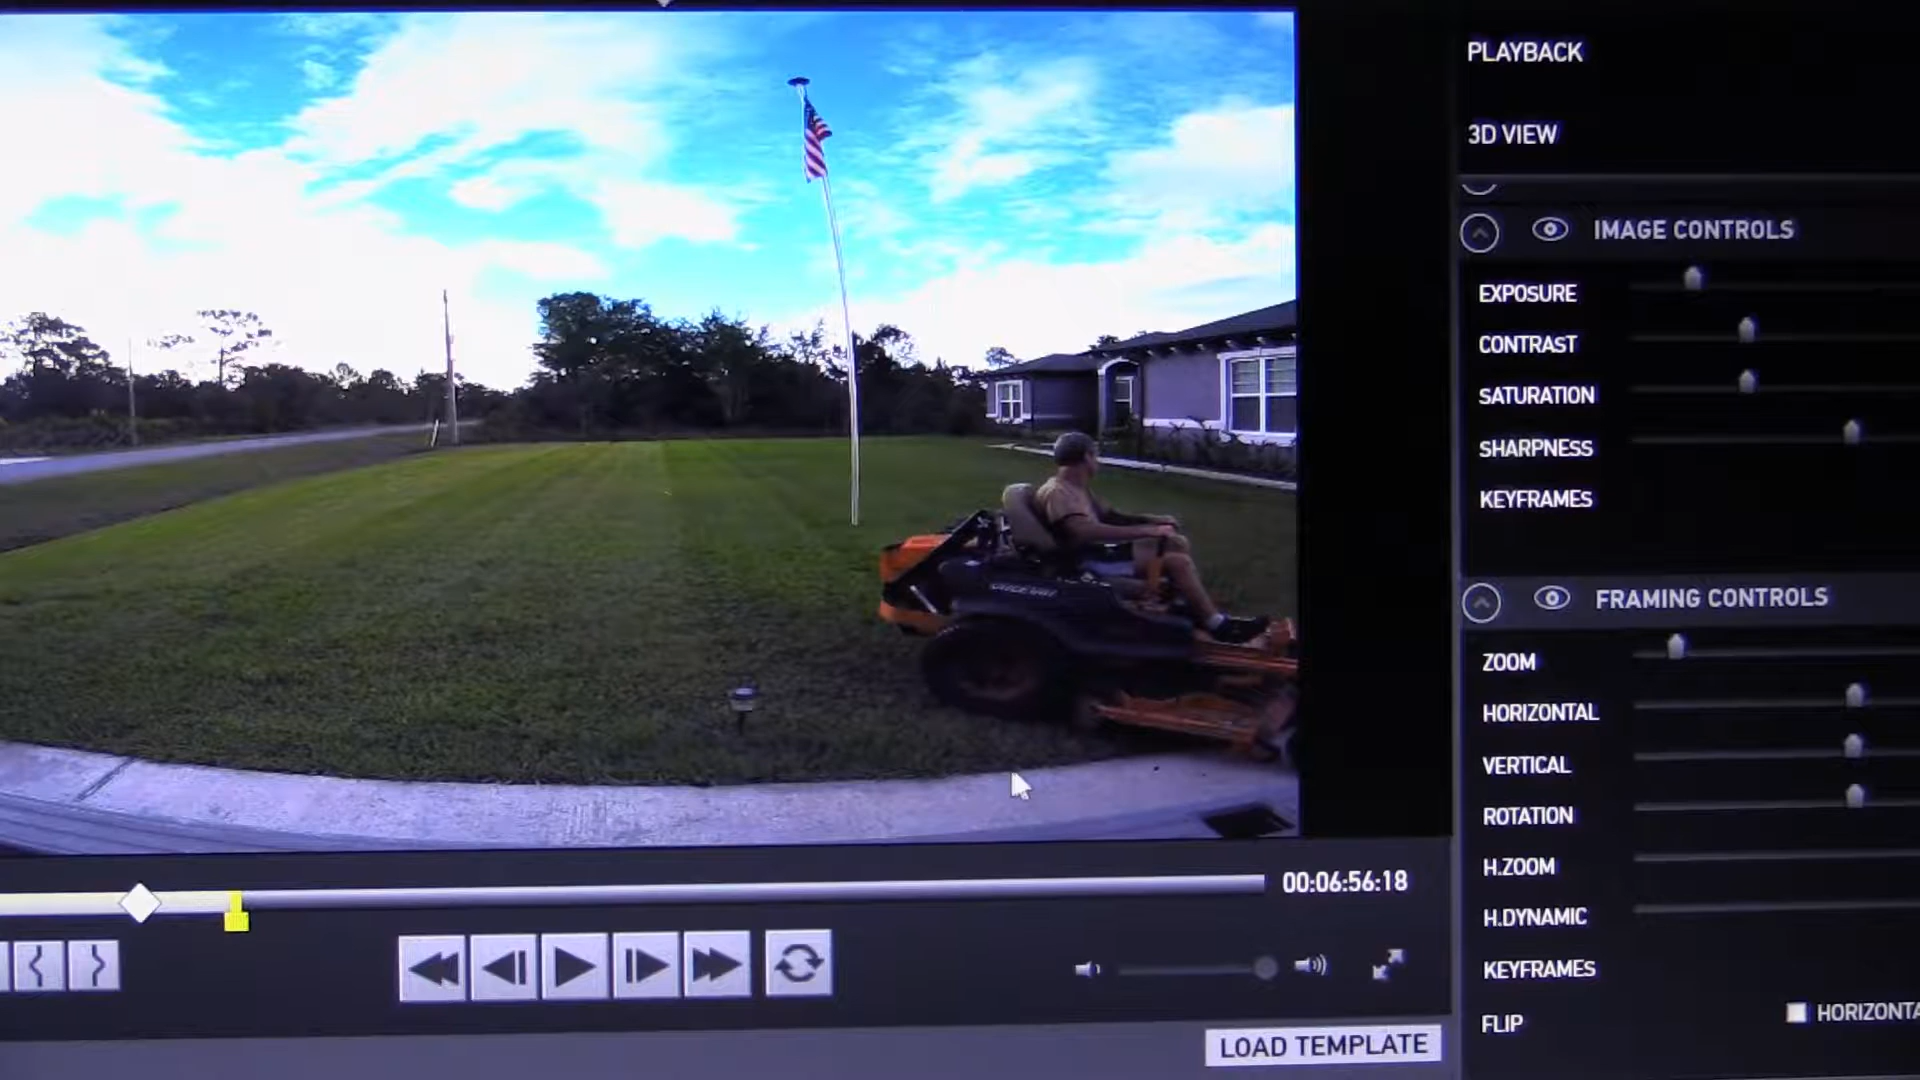 PLAYBACK
3D VIEW
IMAGE CONTROLS
EXPOSURE
CONTRAST
SATURATION
SHARPNESS
KEYFRAMES
FRAMING CONTROLS
ZOOM
HORIZONTAL
VERTICAL
ROTATION
H.ZOOM
H.DYNAMIC
KEYFRAMES
FLIP
HORIZONTA
00:06:56:18
LOAD TEMPLATE